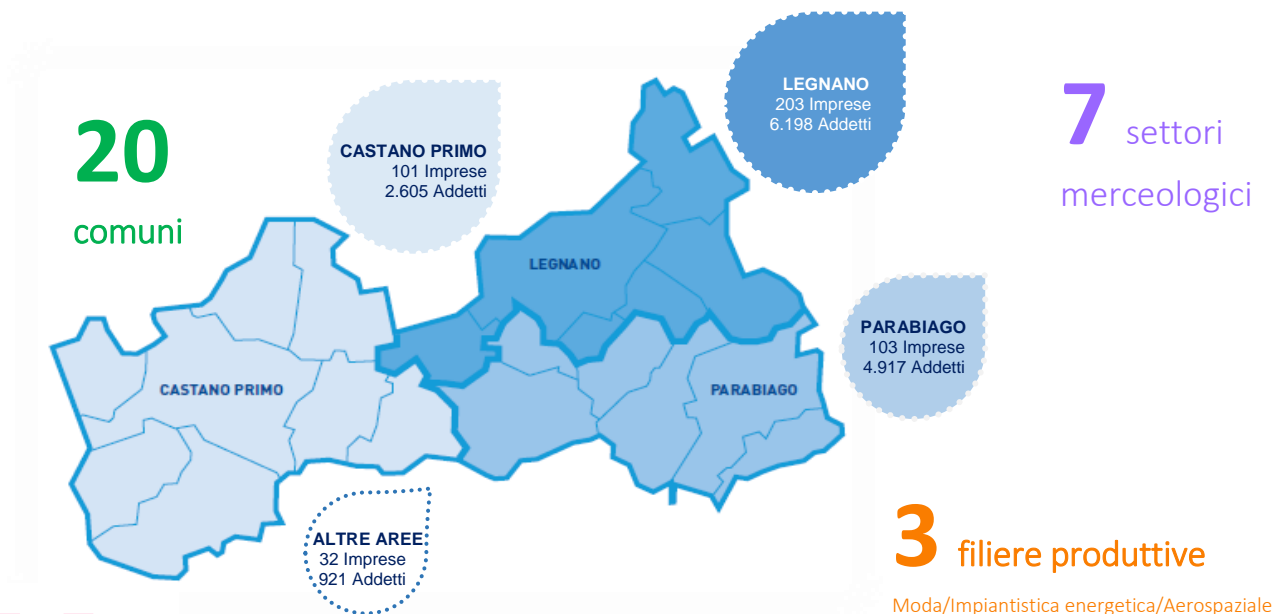 20
comuni
CASTANO PRIMO
101 Imprese
2.605 Addetti
LEGNANO
203 Imprese
6.198 Addetti
7 settori
merceologici
LEGNANO
PARABIAGO
103 Imprese
4.917 Addetti
CASTANO PRIMO
PARABIAGO
ALTRE AREE
32 Imprese
921 Addetti
3 filiere produttive
Moda/Impiantistica energetica/Aerospaziale